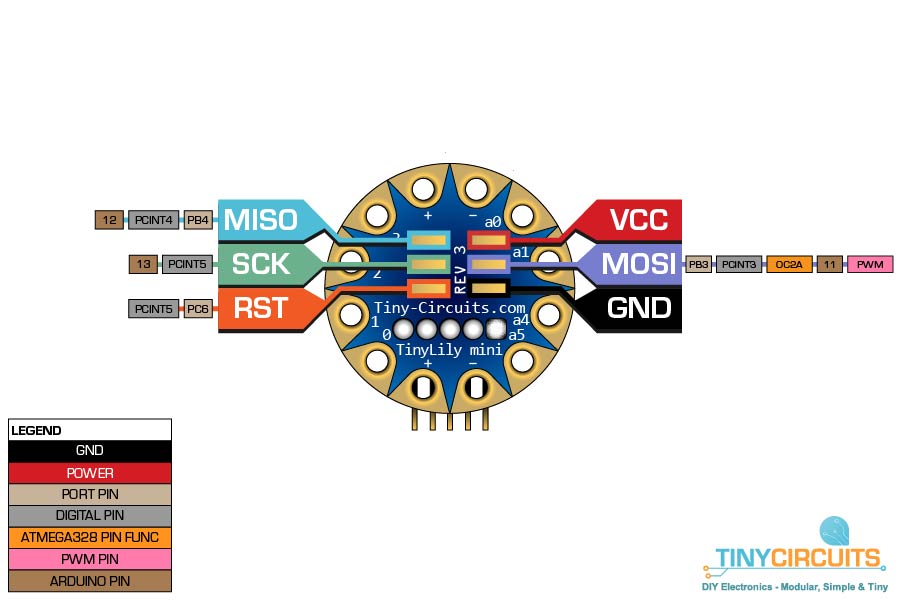 12 PCINT4 PB4 MISO
VCC
13 PCINT5 SCK
MOSI PB3 PCINT3 OC2A 11 PWM
PCINT5 PC6 RST
GND
+ −
a0
a1
2
REV 3
Tiny-Circuits.com
1
a4
0
a5
TinyLily mini
+ −
LEGEND
GND
POWER
PORT PIN
DIGITAL PIN
ATMEGA328 PIN FUNC
PWM PIN
ARDUINO PIN
TINYCIRCUITS
DIY Electronics - Modular, Simple & Tiny